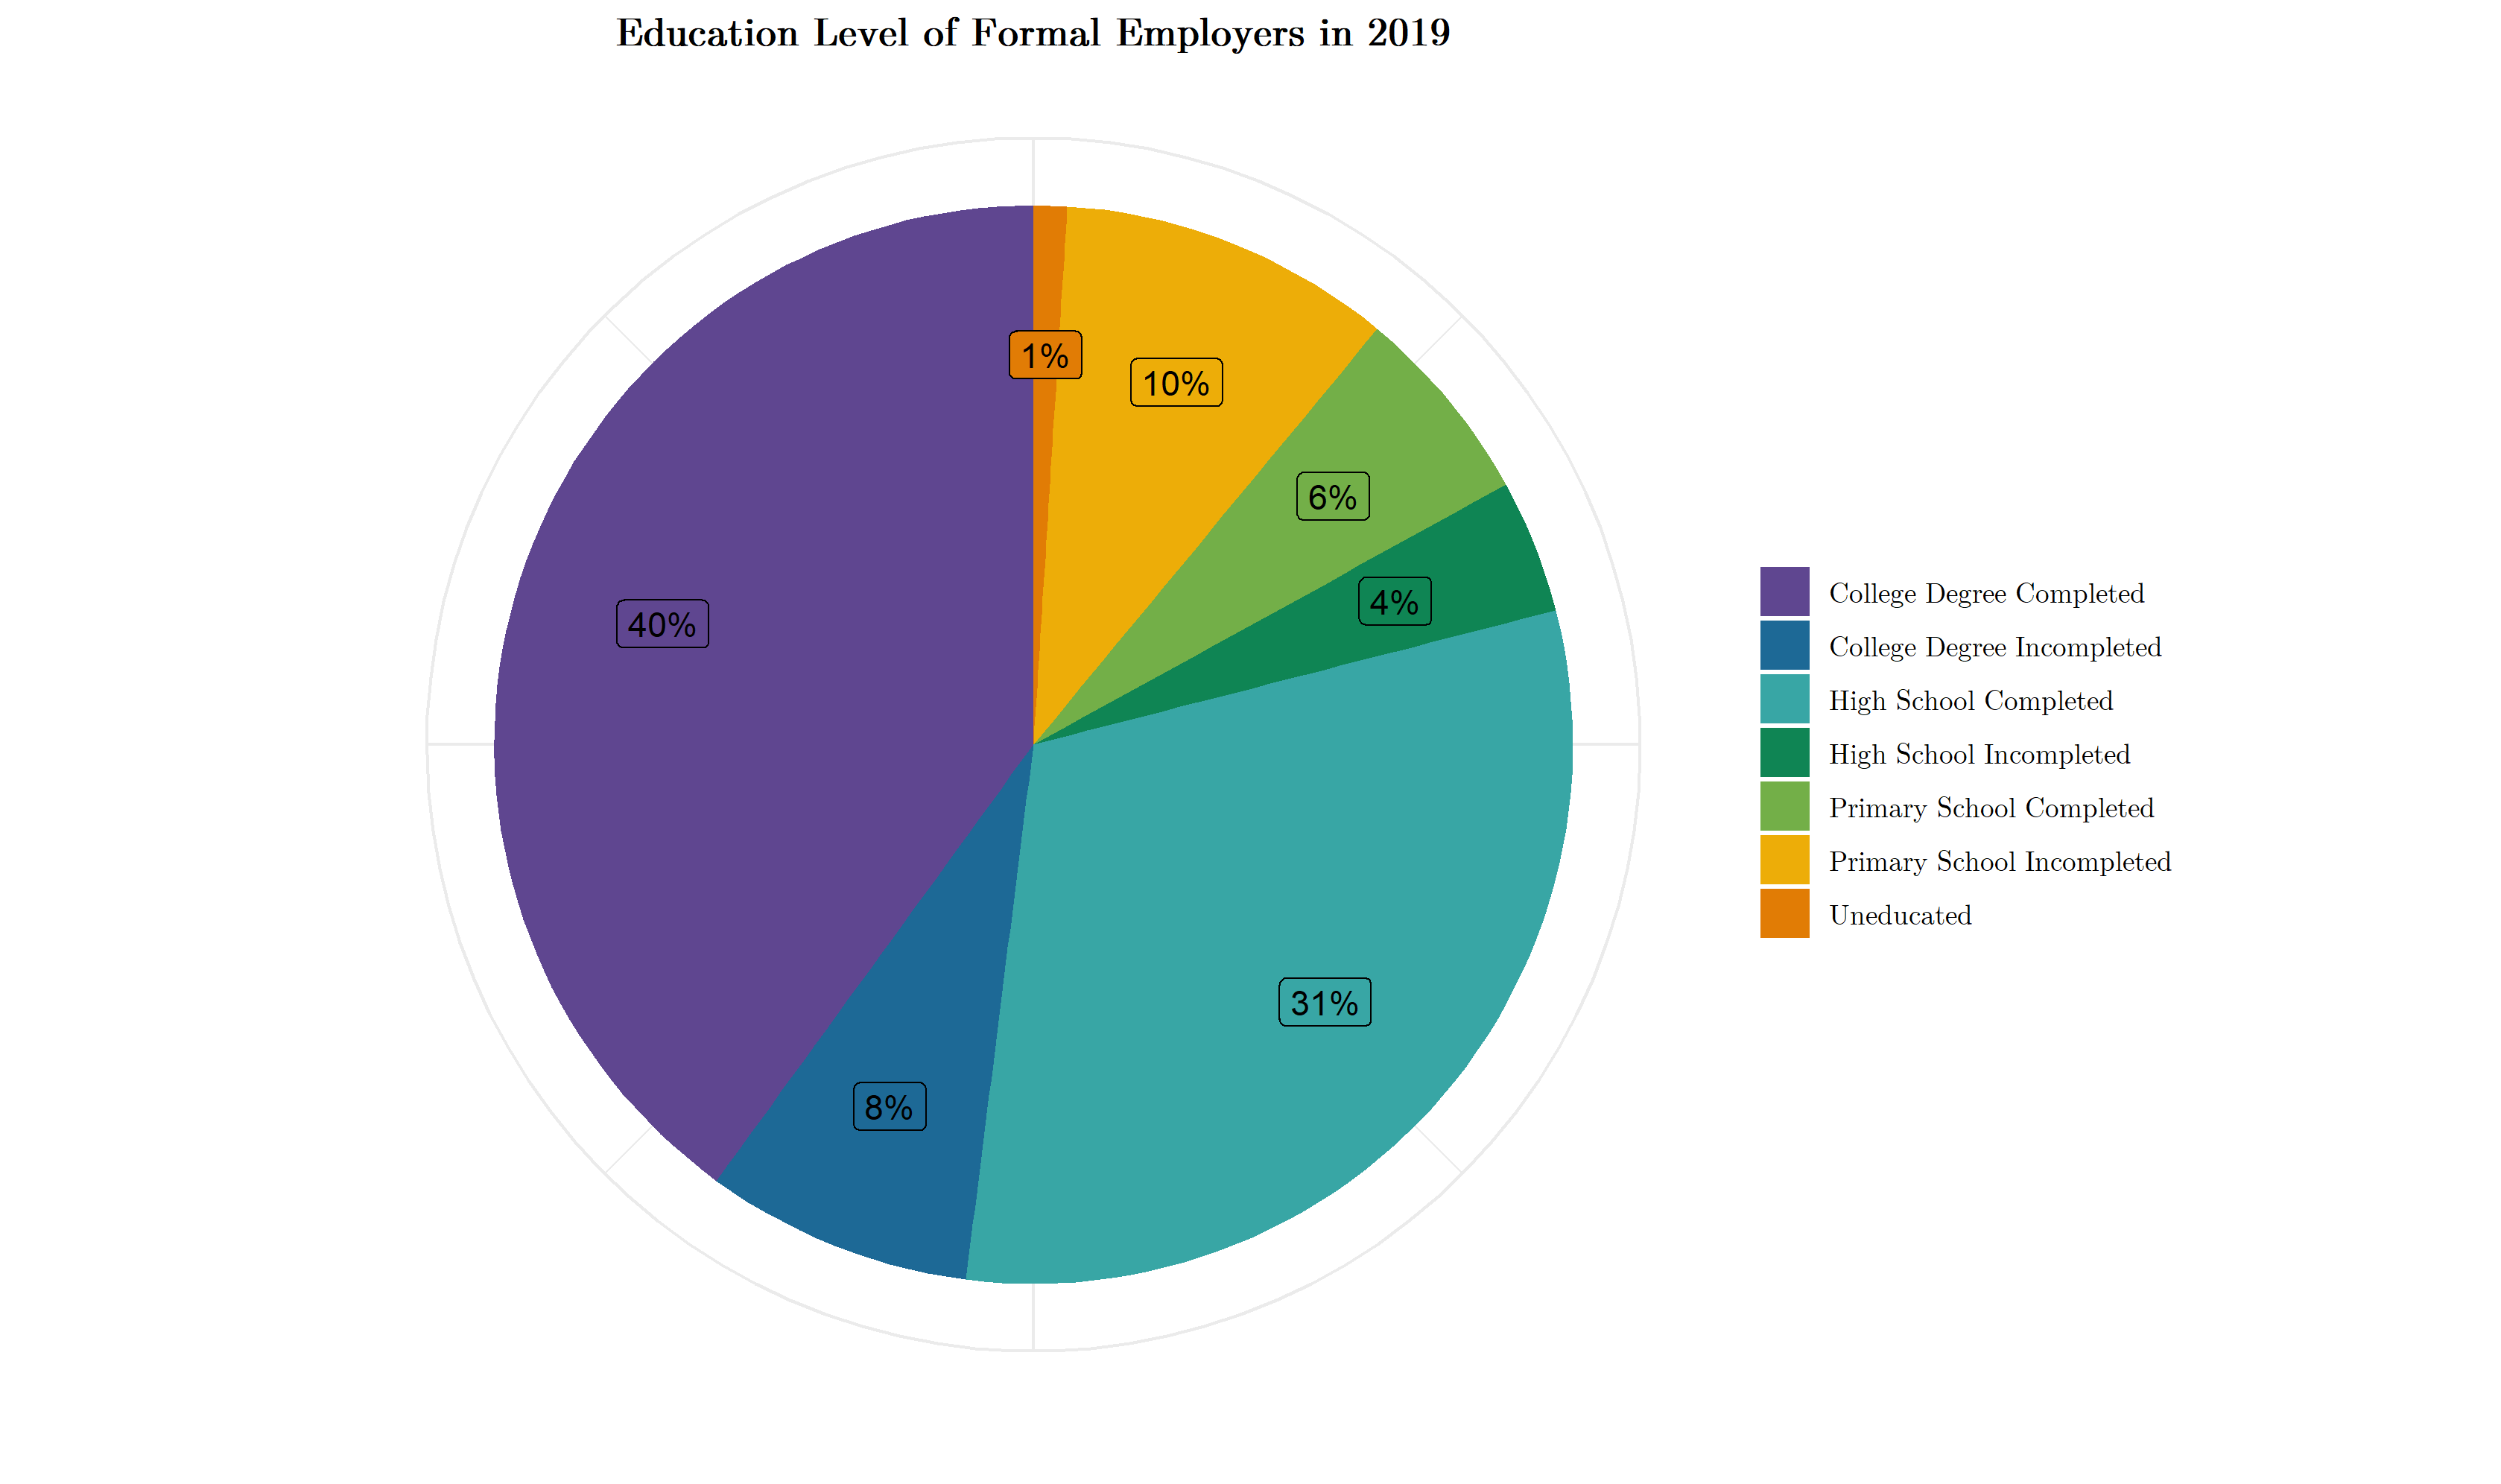 Education Level of Formal Employers in 2019
1%
10%
6%
4%
40%
31%
8%
College Degree Completed
College Degree Incompleted
High School Completed
High School Incompleted
Primary School Completed
Primary School Incompleted
Uneducated